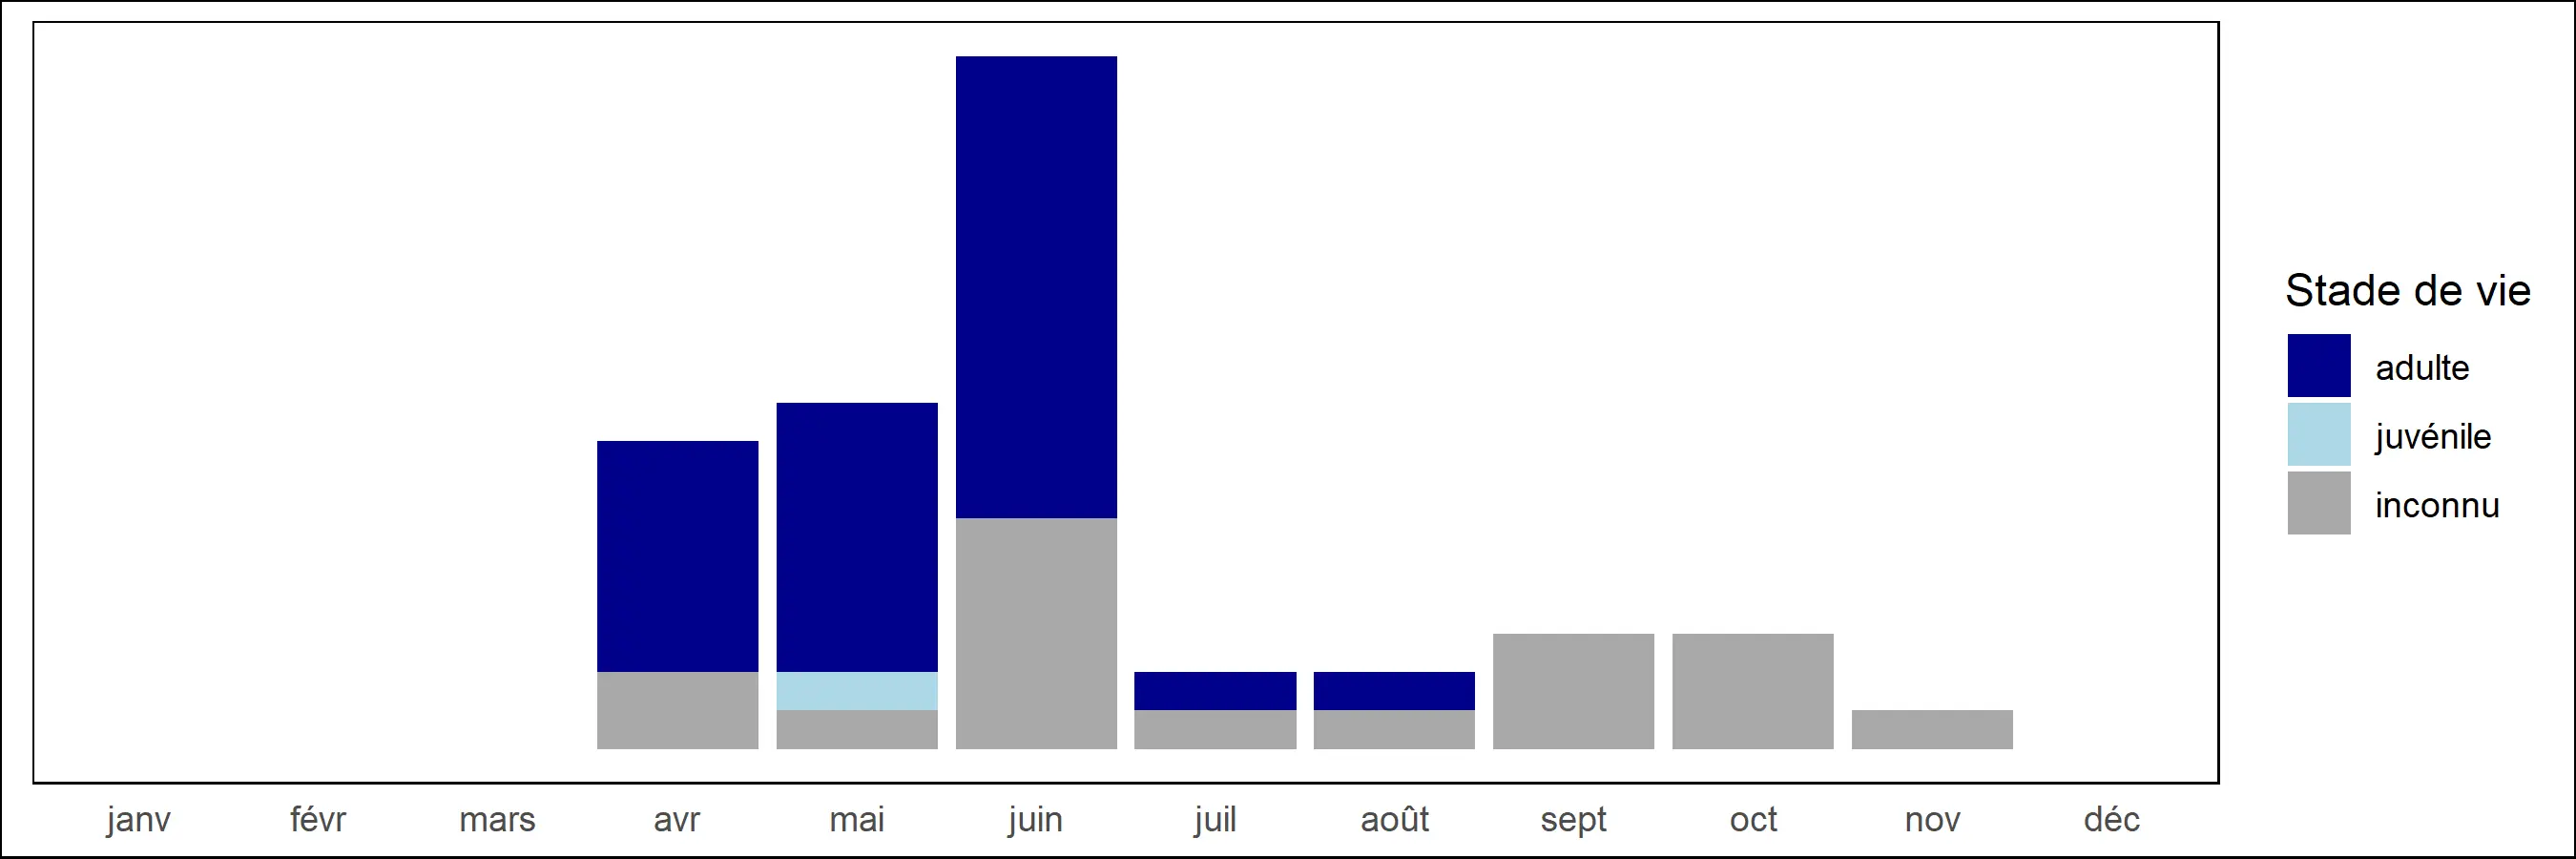 Stade de vie
adulte
juvénile
inconnu
janv févr mars avr mai juin juil août sept oct nov déc